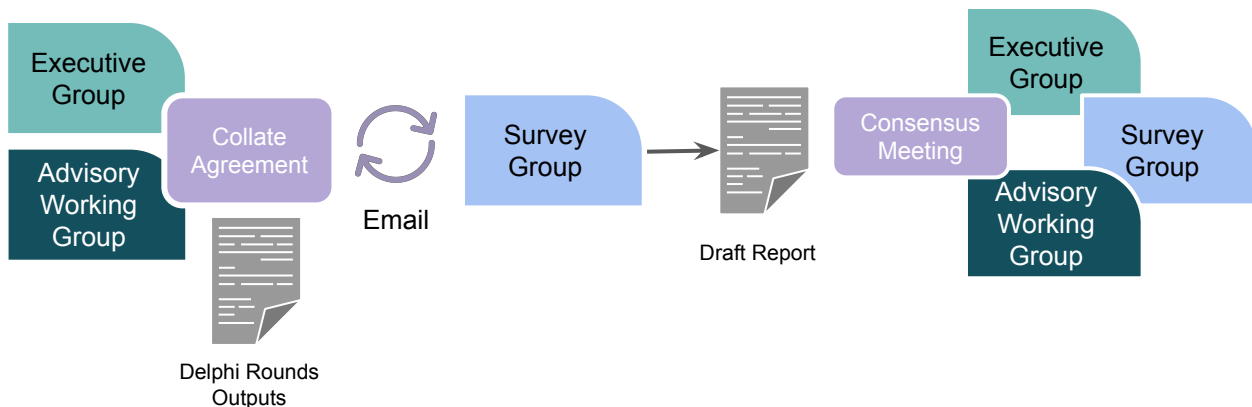 Executive
Group
Advisory
Working
Group
Collate
Agreement
Delphi Rounds
Outputs
Email
Survey
Group
Draft Report
Consensus
Meeting
Executive
Group
Survey
Group
Advisory
Working
Group